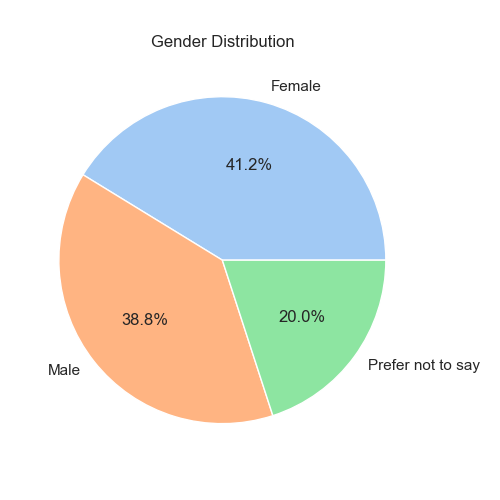 Gender Distribution
Female
41.2%
38.8%
20.0%
Prefer not to say
Male